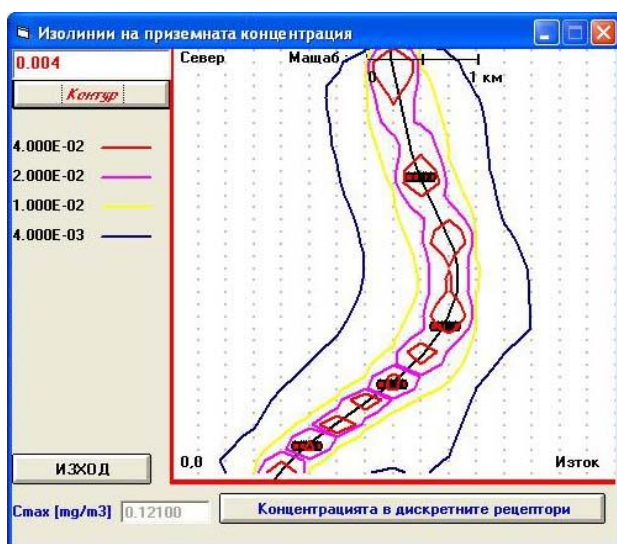 Изолинии на приземната концентрация
0.004
Контур
4.000E-02
2.000E-02
1.000E-02
4.000E-03
Север
Мащаб :
0
1 км
0,0
Изток
ИЗХОД
Cmax [mg/m3]
0.12100
Концентрацията в дискретните рецептори